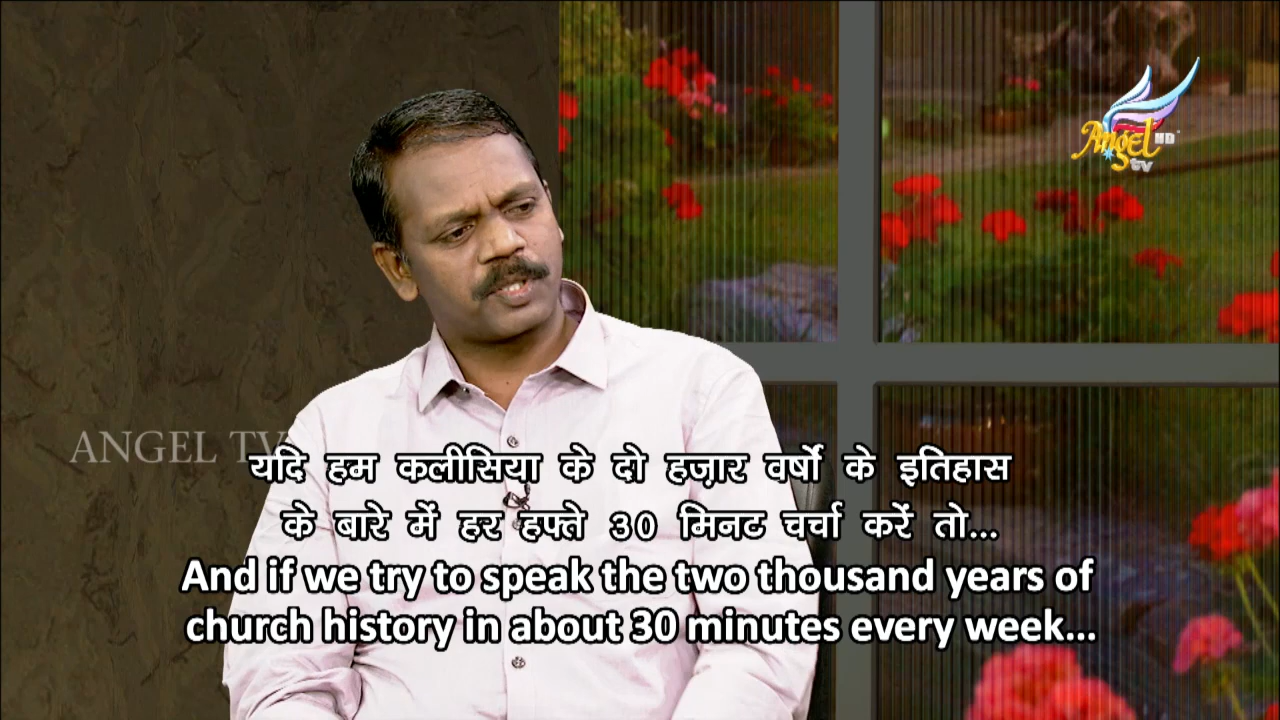 Angel HD
tv
ANGEL TV
यदि हम कलीसिया के दो हज़ार वर्षो के इतिहास
के बारे में हर हफ्ते 30 मिनट चर्चा करें तो...
And if we try to speak the two thousand years of
church history in about 30 minutes every week...